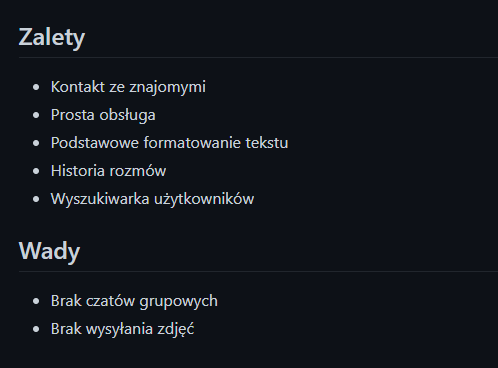 Zalety
Kontakt ze znajomymi
Prosta obsługa
Podstawowe formatowanie tekstu
Historia rozmów
Wyszukiwarka użytkowników
Wady
Brak czatów grupowych
Brak wysyłania zdjęć